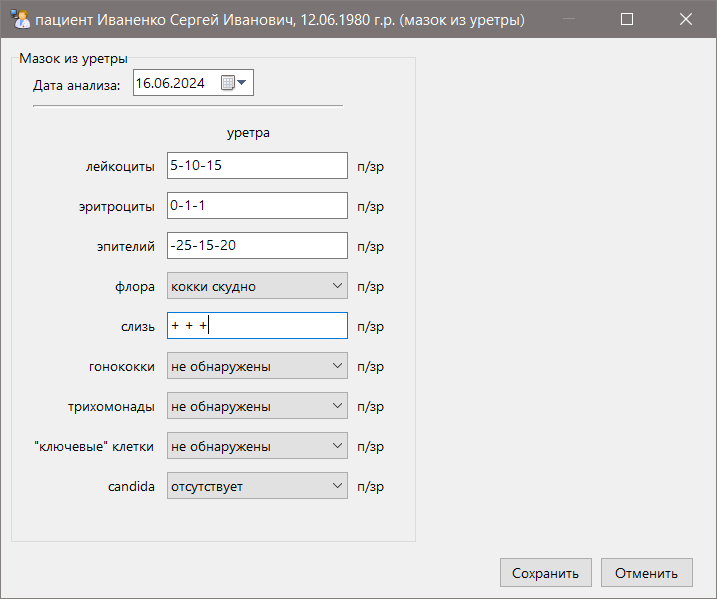 пациент Иваненко Сергей Иванович, 12.06.1980 г.р. (мазок из уретры)
Мазок из уретры
Дата анализа: 16.06.2024
уретра
лейкоциты 5-10-15 п/зр
эритроциты 0-1-1 п/зр
эпителий -25-15-20 п/зр
флора кокки скудно п/зр
слизь + + + п/зр
гонококки не обнаружены п/зр
трихомонады не обнаружены п/зр
"ключевые" клетки не обнаружены п/зр
candida отсутствует п/зр
Сохранить Отменить